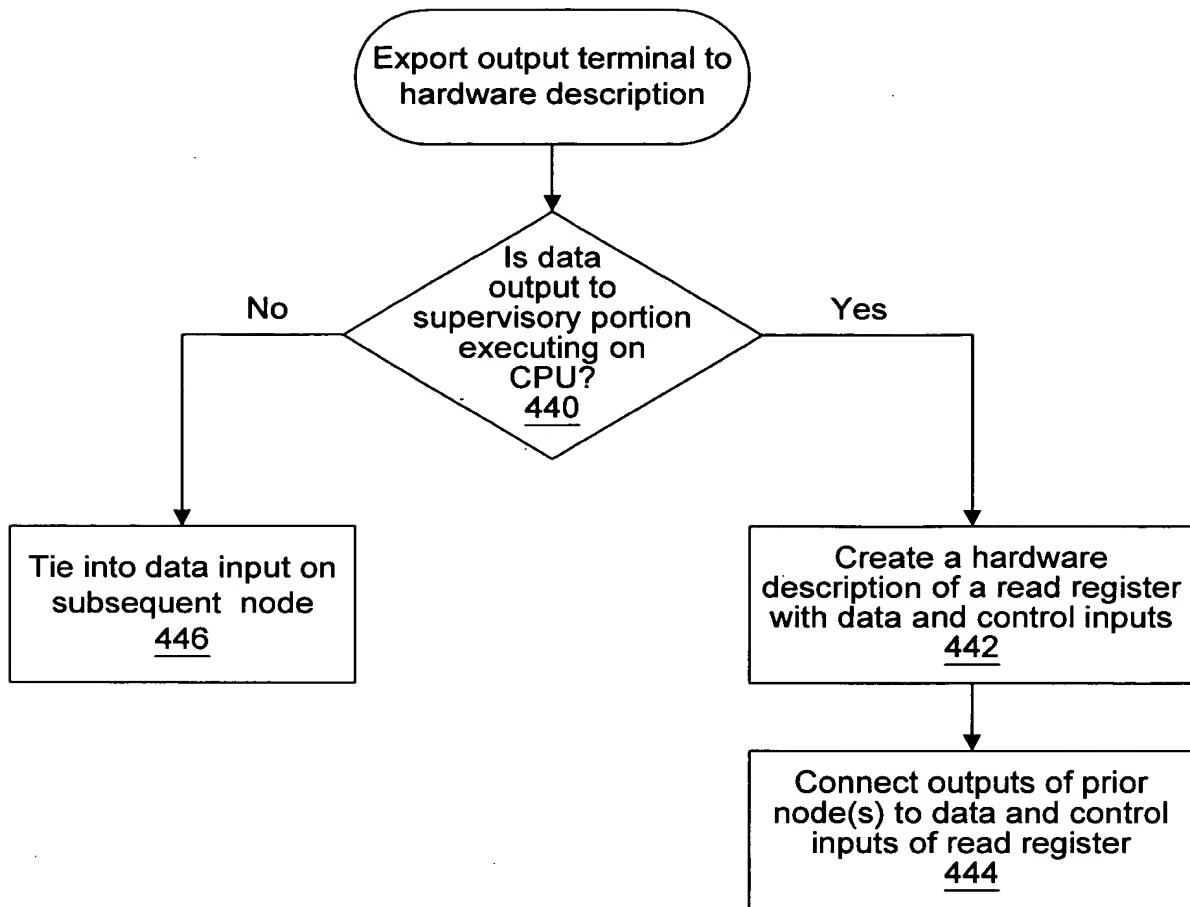 Export output terminal to
hardware description
Is data
output to
supervisory portion
executing on
CPU?
440
No
Yes
Tie into data input on
subsequent node
446
Create a hardware
description of a read register
with data and control inputs
442
Connect outputs of prior
node(s) to data and control
inputs of read register
444